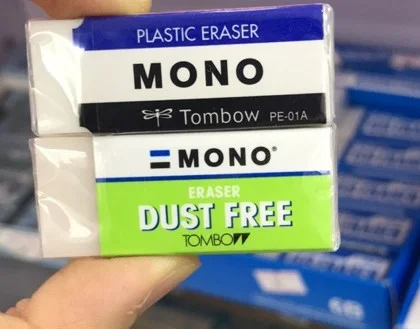 PLASTIC ERASER
MONO
Tombow PE-01A
MONO®
ERASER
DUST FREE
TOMBOW